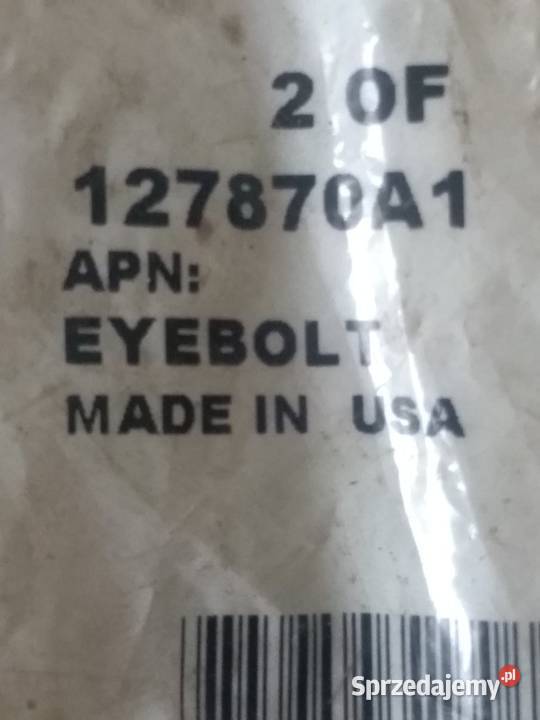 2 OF
127870A1
APN:
EYEBOLT
MADE IN USA
Sprzedajemy.pl